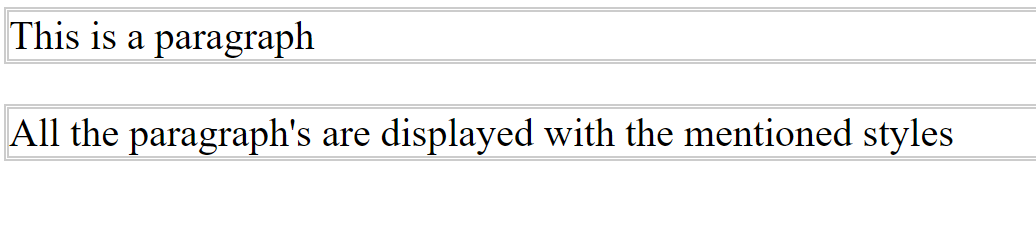 This is a paragraph
All the paragraph's are displayed with the mentioned styles